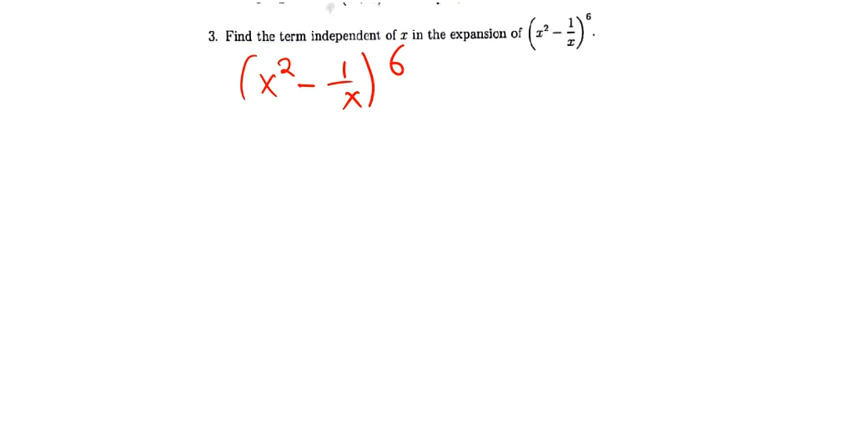 3. Find the term independent of x in the expansion of (x² − 1/x)⁶.
(x² − 1/x)⁶